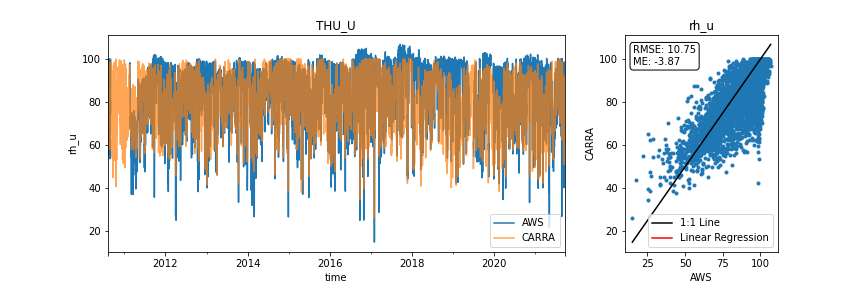 THU_U
rh_u
100
80
60
40
20
2012
2014
2016
2018
2020
time
AWS
CARRA
rh_u
RMSE: 10.75
ME: -3.87
CARRA
100
80
60
40
20
25
50
75
100
AWS
1:1 Line
Linear Regression